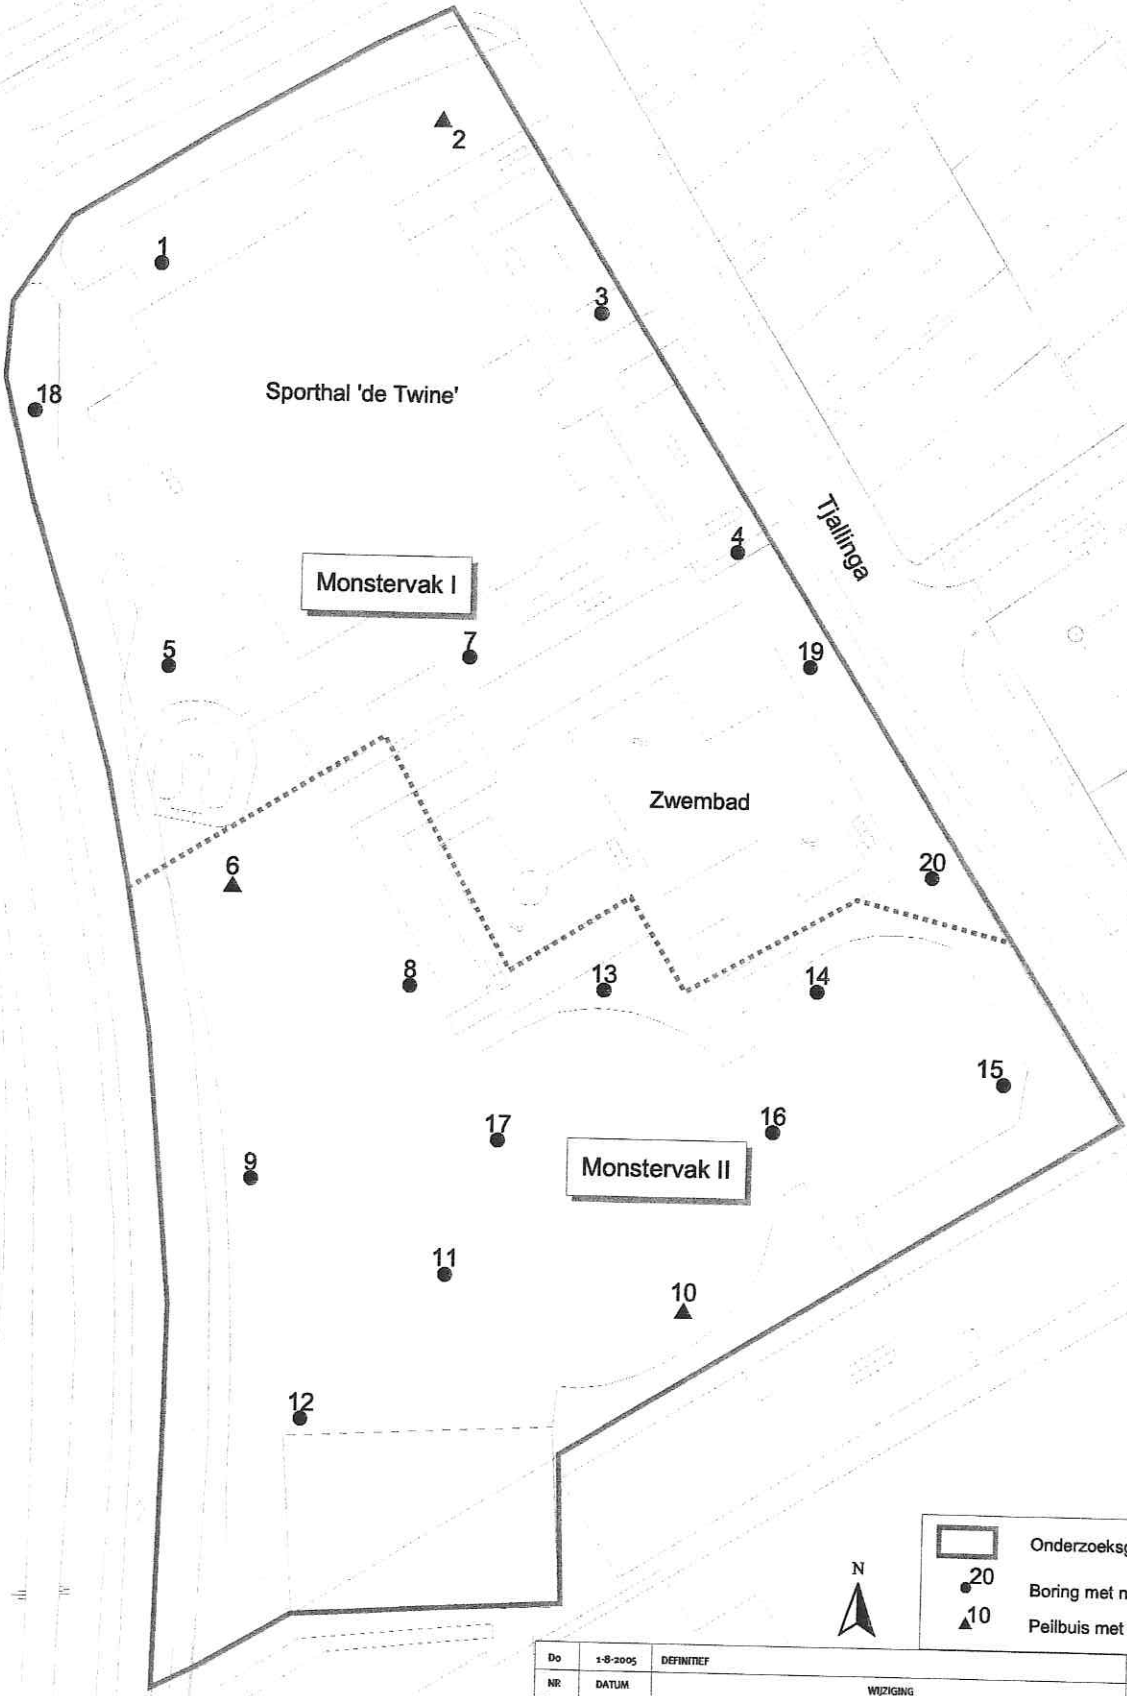 2
1
3
18
Sporthal 'de Twine'
Tjallinga
4
Monstervak I
5
7
19
Zwembad
6
20
8
13
14
15
17
16
9
Monstervak II
11
10
12
N
20 Boring met
10 Peilbuis met
Do 1-8-2005 DEFINITIEF
NR DATUM WIJZIGING